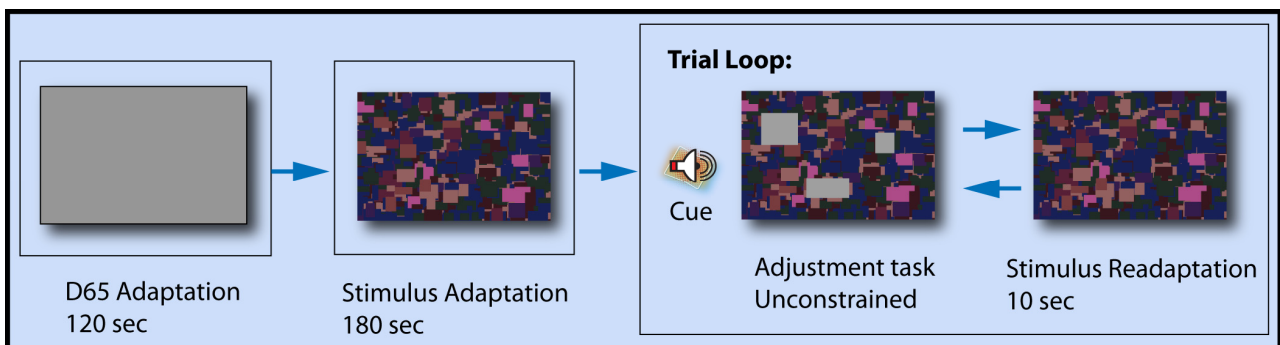 Trial Loop:
Cue
D65 Adaptation
120 sec
Stimulus Adaptation
180 sec
Adjustment task
Unconstrained
Stimulus Readaptation
10 sec